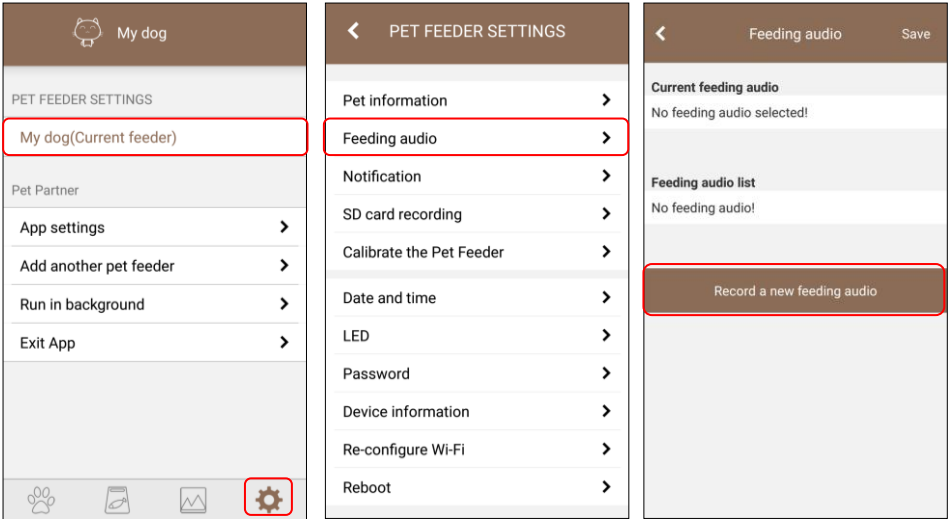 My dog
PET FEEDER SETTINGS
My dog(Current feeder)
Pet Partner
App settings
Add another pet feeder
Run in background
Exit App
PET FEEDER SETTINGS
Pet information
Feeding audio
Notification
SD card recording
Calibrate the Pet Feeder
Date and time
LED
Password
Device information
Re-configure Wi-Fi
Reboot
Feeding audio Save
Current feeding audio
No feeding audio selected!
Feeding audio list
No feeding audio!
Record a new feeding audio